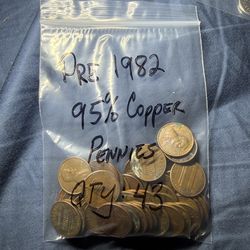 PRE 1982
95% COPPER
PENNIES
QTY: 43